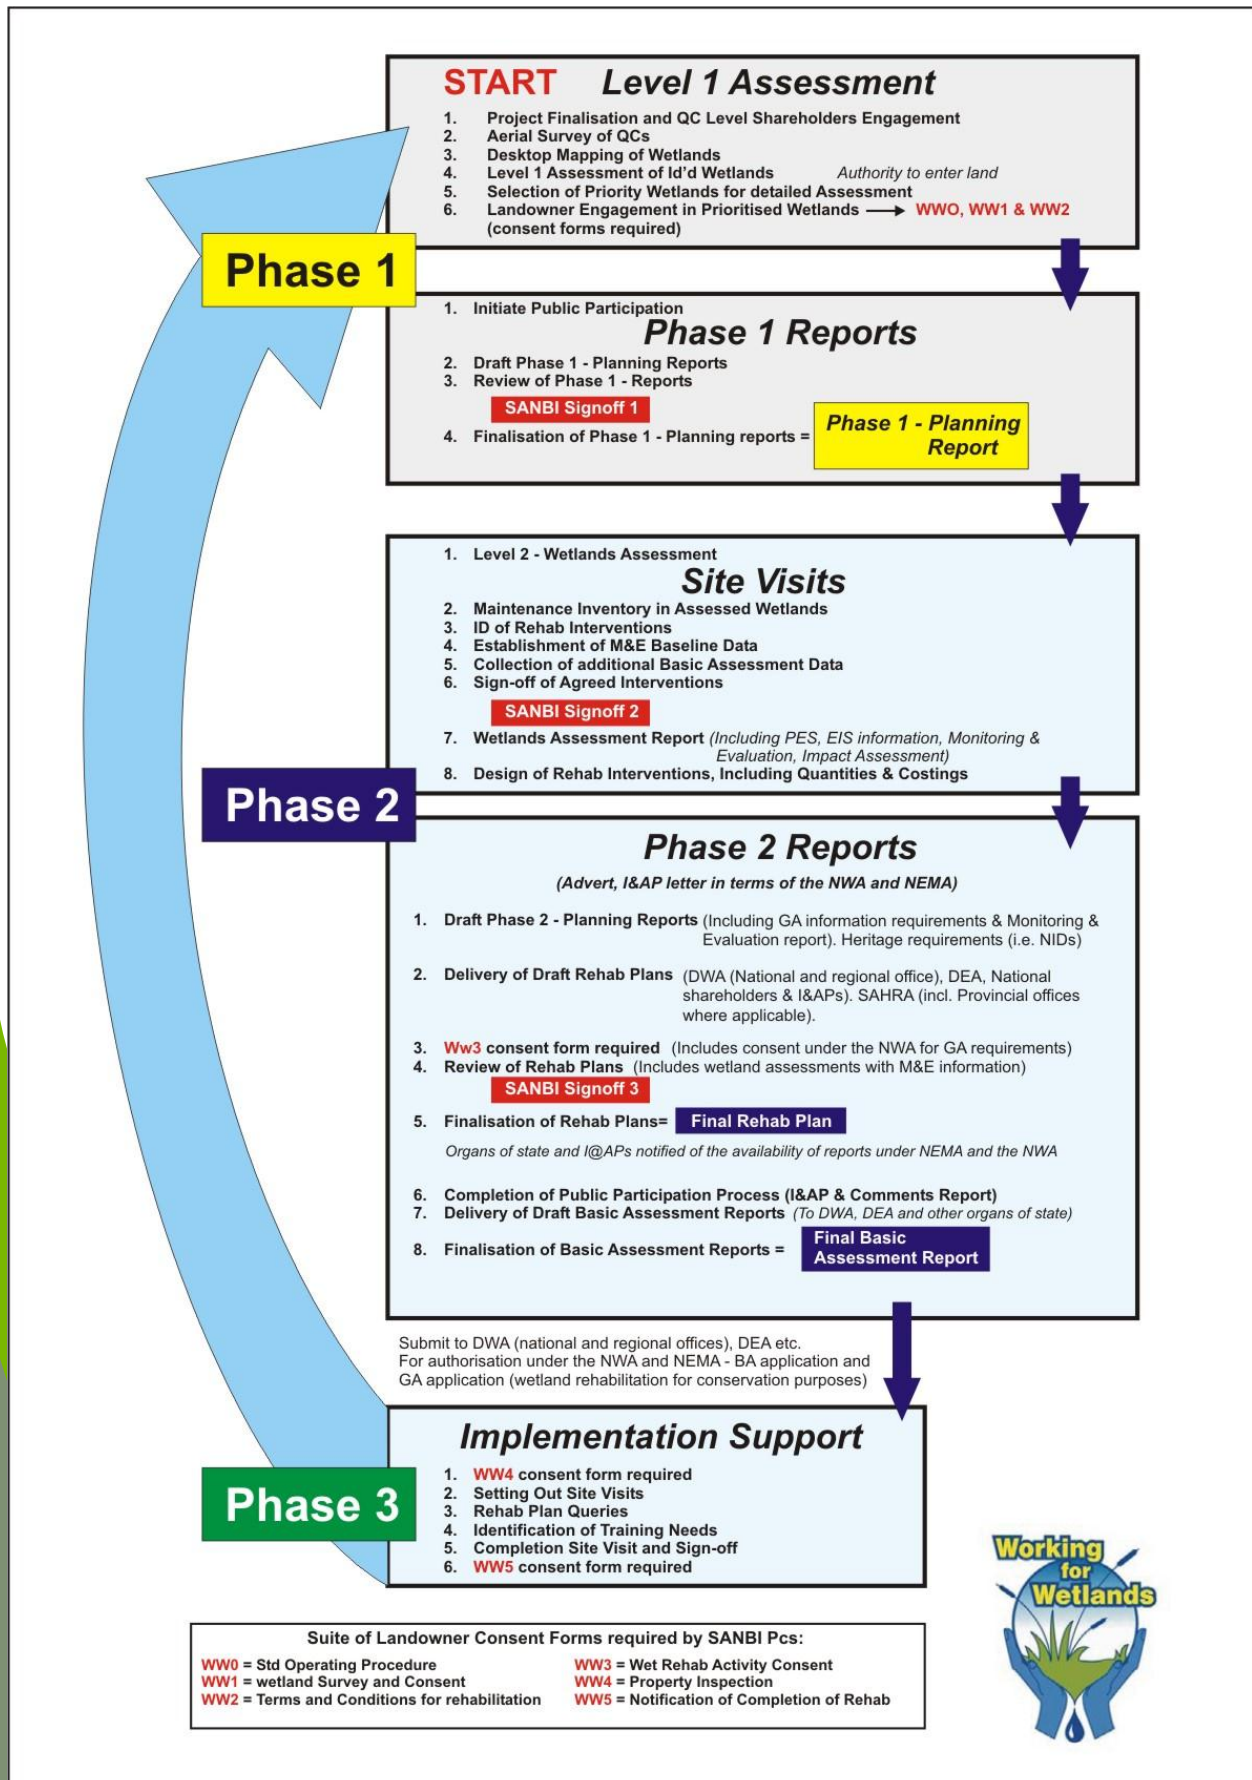 START Level 1 Assessment
1. Project Finalisation and QC Level Shareholders Engagement
2. Aerial Survey of QCs
3. Desktop Mapping of Wetlands
4. Level 1 Assessment of Id'd Wetlands Authority to enter land
5. Selection of Priority Wetlands for detailed Assessment
6. Landowner Engagement in Prioritised Wetlands → WWO, WW1 & WW2
(consent forms required)
Phase 1
1. Initiate Public Participation
Phase 1 Reports
2. Draft Phase 1 - Planning Reports
3. Review of Phase 1 - Reports
SANBI Signoff 1
4. Finalisation of Phase 1 - Planning reports =
Phase 1 - Planning
Report
1. Level 2 - Wetlands Assessment
Site Visits
2. Maintenance Inventory in Assessed Wetlands
3. ID of Rehab Interventions
4. Establishment of M&E Baseline Data
5. Collection of additional Basic Assessment Data
6. Sign-off of Agreed Interventions
SANBI Signoff 2
7. Wetlands Assessment Report (Including PES, EIS information, Monitoring &
Evaluation, Impact Assessment)
8. Design of Rehab Interventions, Including Quantities & Costings
Phase 2
Phase 2 Reports
(Advert, I&AP letter in terms of the NWA and NEMA)
1. Draft Phase 2 - Planning Reports (Including GA information requirements & Monitoring &
Evaluation report). Heritage requirements (i.e. NIDs)
2. Delivery of Draft Rehab Plans (DWA (National and regional office), DEA, National
shareholders & I&APs). SAHRA (incl. Provincial offices
where applicable).
3. Ww3 consent form required (Includes consent under the NWA for GA requirements)
4. Review of Rehab Plans (Includes wetland assessments with M&E information)
SANBI Signoff 3
5. Finalisation of Rehab Plans= Final Rehab Plan
Organs of state and I@APs notified of the availability of reports under NEMA and the NWA
6. Completion of Public Participation Process (I&AP & Comments Report)
7. Delivery of Draft Basic Assessment Reports (To DWA, DEA and other organs of state)
8. Finalisation of Basic Assessment Reports =
Final Basic
Assessment Report
Submit to DWA (national and regional offices), DEA etc.
For authorisation under the NWA and NEMA - BA application and
GA application (wetland rehabilitation for conservation purposes)
Implementation Support
Phase 3
1. WW4 consent form required
2. Setting Out Site Visits
3. Rehab Plan Queries
4. Identification of Training Needs
5. Completion Site Visit and Sign-off
6. WW5 consent form required
Working
for
Wetlands
Suite of Landowner Consent Forms required by SANBI Pcs:
WW0 = Std Operating Procedure WW3 = Wet Rehab Activity Consent
WW1 = wetland Survey and Consent WW4 = Property Inspection
WW2 = Terms and Conditions for rehabilitation WW5 = Notification of Completion of Rehab